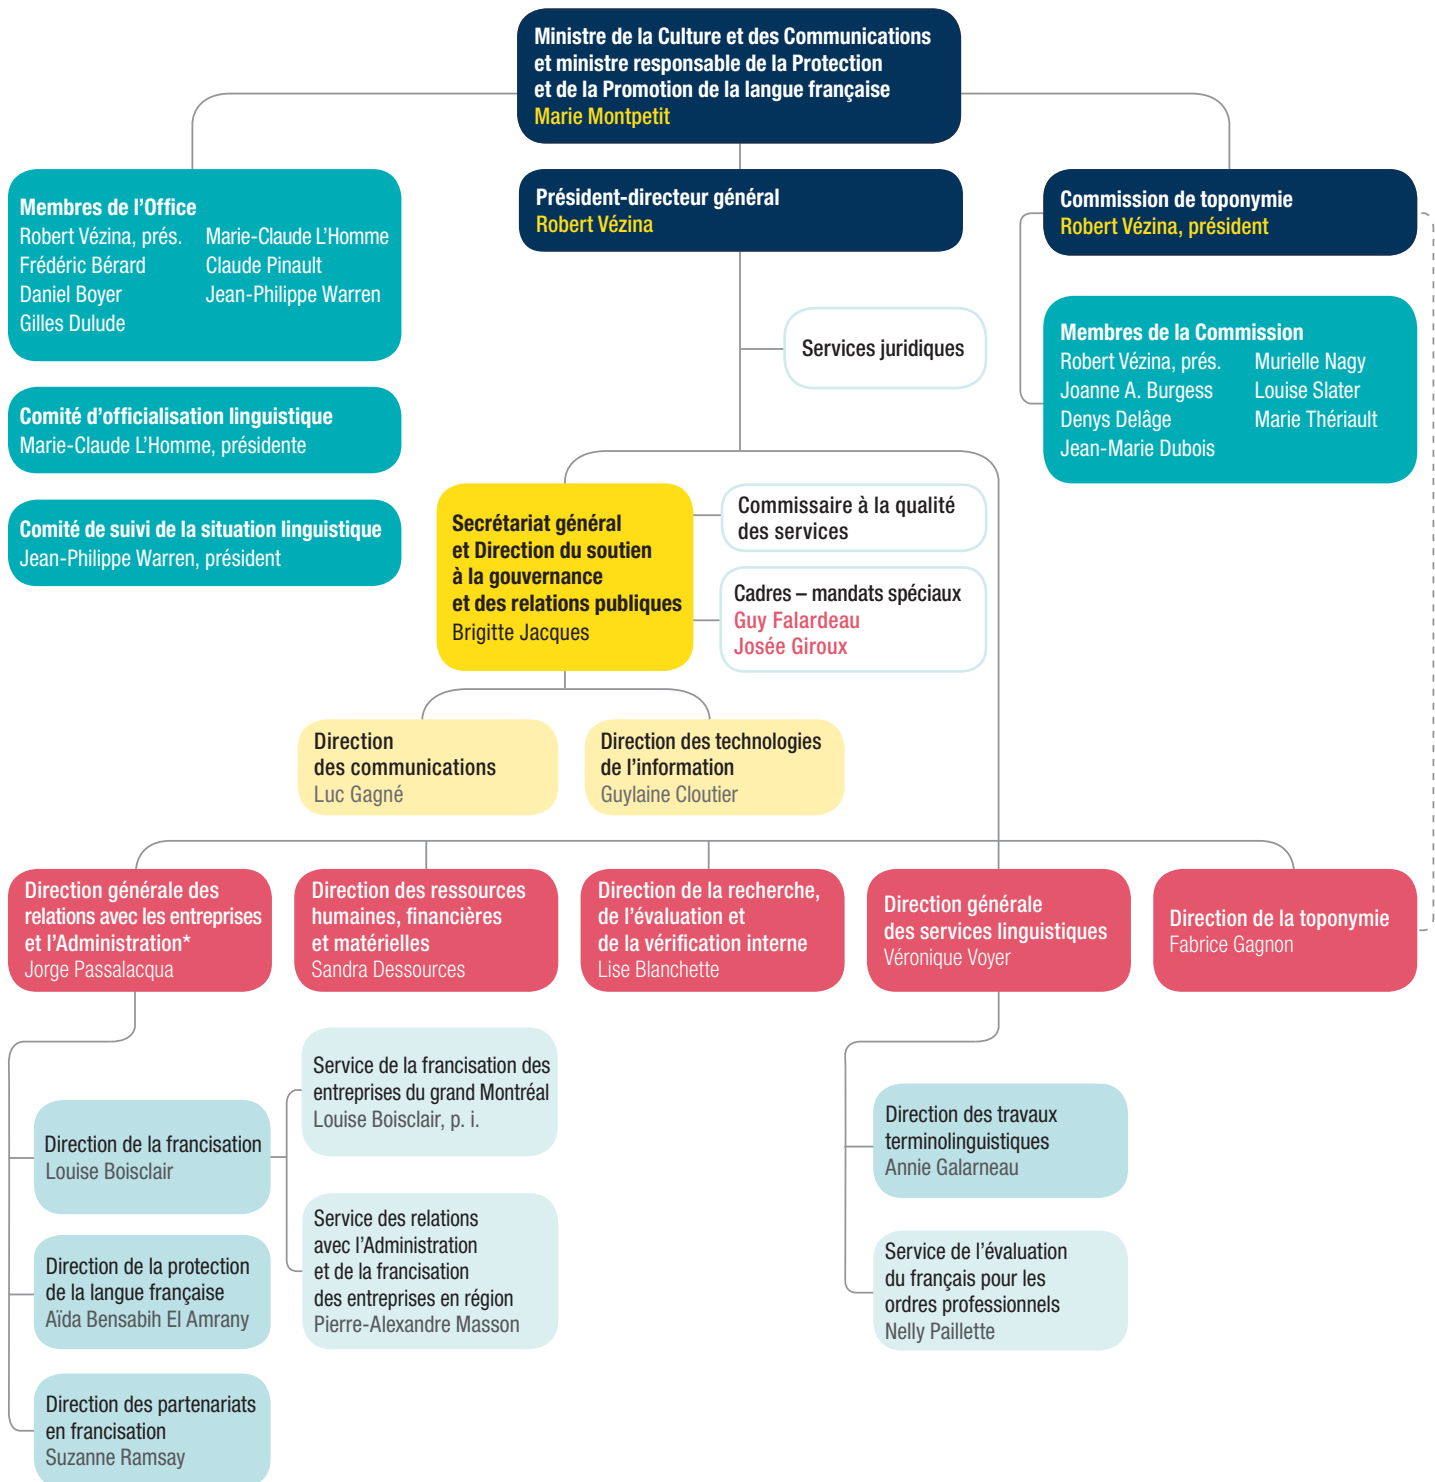 Ministre de la Culture et des Communications
et ministre responsable de la Protection
et de la Promotion de la langue française
Marie Montpetit
Membres de l’Office
Robert Vézina, prés.
Frédéric Bérard
Daniel Boyer
Gilles Dulude
Marie-Claude L’Homme
Claude Pinault
Jean-Philippe Warren
Président-directeur général
Robert Vézina
Commission de toponymie
Robert Vézina, président
Services juridiques
Membres de la Commission
Robert Vézina, prés.
Joanne A. Burgess
Denys Delâge
Jean-Marie Dubois
Murielle Nagy
Louise Slater
Marie Thériault
Comité d’officialisation linguistique
Marie-Claude L’Homme, présidente
Comité de suivi de la situation linguistique
Jean-Philippe Warren, président
Secrétariat général
et Direction du soutien
à la gouvernance
et des relations publiques
Brigitte Jacques
Commissaire à la qualité
des services
Cadres – mandats spéciaux
Guy Falardeau
Josée Giroux
Direction
des communications
Luc Gagné
Direction des technologies
de l’information
Guylaine Cloutier
Direction générale des
relations avec les entreprises
et l’Administration*
Jorge Passalacqua
Direction des ressources
humaines, financières
et matérielles
Sandra Dessources
Direction de la recherche,
de l’évaluation et
de la vérification interne
Lise Blanchette
Direction générale
des services linguistiques
Véronique Voyer
Direction de la toponymie
Fabrice Gagnon
Direction de la francisation
Louise Boisclair
Direction de la protection
de la langue française
Aïda Bensabih El Amrany
Direction des partenariats
en francisation
Suzanne Ramsay
Service de la francisation des
entreprises du grand Montréal
Louise Boisclair, p. i.
Service des relations
avec l’Administration
et de la francisation
des entreprises en région
Pierre-Alexandre Masson
Direction des travaux
terminolinguistiques
Annie Galarneau
Service de l’évaluation
du français pour les
ordres professionnels
Nelly Paillette